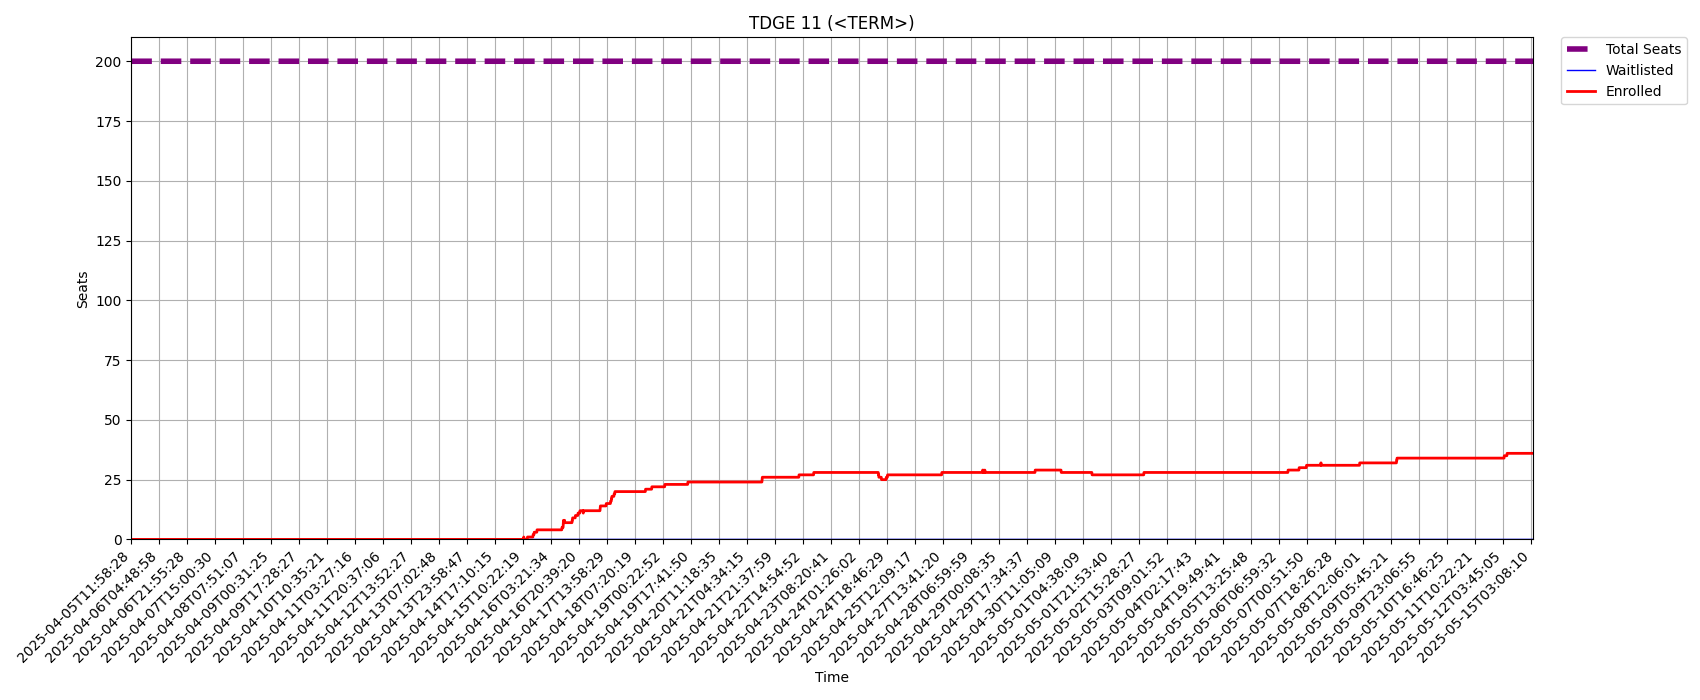 TDGE 11 (<TERM>)
Total Seats
Waitlisted
Enrolled
Seats
200
175
150
125
100
75
50
25
0
2025-04-05T11:58:28
2025-04-06T04:48:58
2025-04-06T21:55:28
2025-04-07T15:00:30
2025-04-08T07:51:07
2025-04-09T00:31:25
2025-04-09T17:28:27
2025-04-10T10:35:21
2025-04-11T03:27:16
2025-04-11T20:37:06
2025-04-12T13:52:27
2025-04-13T07:02:48
2025-04-13T23:58:47
2025-04-14T17:10:15
2025-04-15T10:22:19
2025-04-16T03:21:34
2025-04-16T20:39:20
2025-04-17T13:58:29
2025-04-18T07:20:19
2025-04-19T00:22:52
2025-04-19T17:41:50
2025-04-20T11:18:35
2025-04-21T04:34:15
2025-04-21T21:37:59
2025-04-22T14:54:52
2025-04-23T08:20:41
2025-04-24T01:26:02
2025-04-24T18:46:29
2025-04-25T12:09:17
2025-04-27T13:41:20
2025-04-28T06:59:59
2025-04-29T00:08:35
2025-04-29T17:34:37
2025-04-30T11:05:09
2025-05-01T04:38:09
2025-05-01T21:53:40
2025-05-02T15:28:27
2025-05-03T09:01:52
2025-05-04T02:17:43
2025-05-04T19:49:41
2025-05-05T13:25:48
2025-05-06T06:59:32
2025-05-07T00:51:50
2025-05-07T18:26:28
2025-05-08T12:06:01
2025-05-09T05:45:21
2025-05-09T23:06:55
2025-05-10T16:46:25
2025-05-11T10:22:21
2025-05-12T03:45:05
2025-05-15T03:08:10
Time